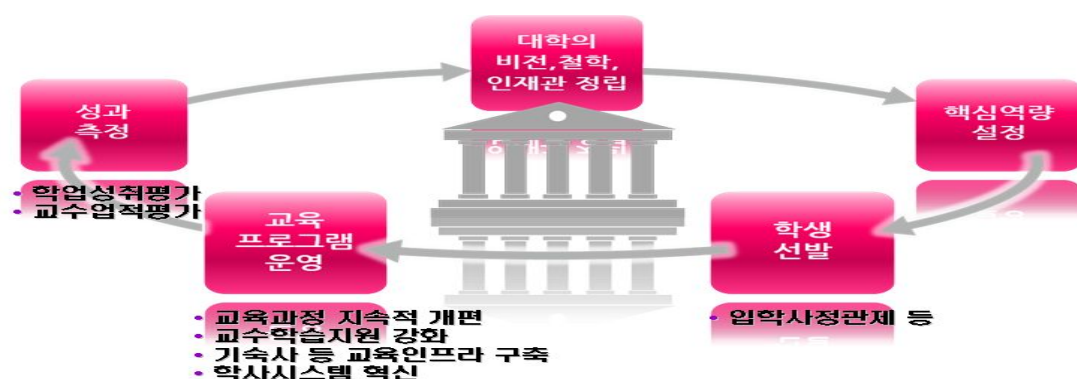 대학의
비전,철학,
인재관 정립
핵심역량
설정
학생
선발
• 입학사정관제 등
교육
프로그램
운영
• 교육과정 지속적 개편
• 교수학습지원 강화
• 기숙사 등 교육인프라 구축
• 학사시스템 혁신
성과
측정
• 학업성취평가
• 교수업적평가